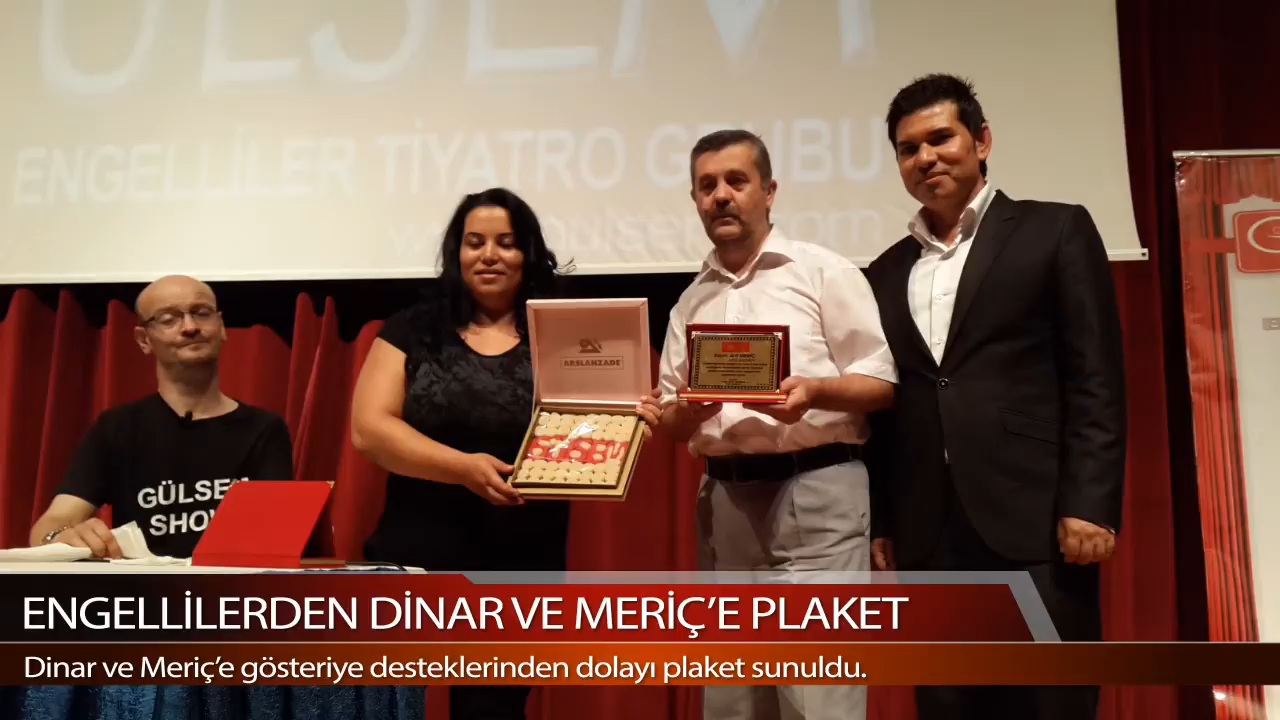 ENGELLİLER TİYATRO GRUBU
ARSLANZADE
GÜLSEM
SHOW
ENGELLİLERDEN DİNAR VE MERİÇ’E PLAKET
Dinar ve Meriç’e gösteriye desteklerinden dolayı plaket sunuldu.